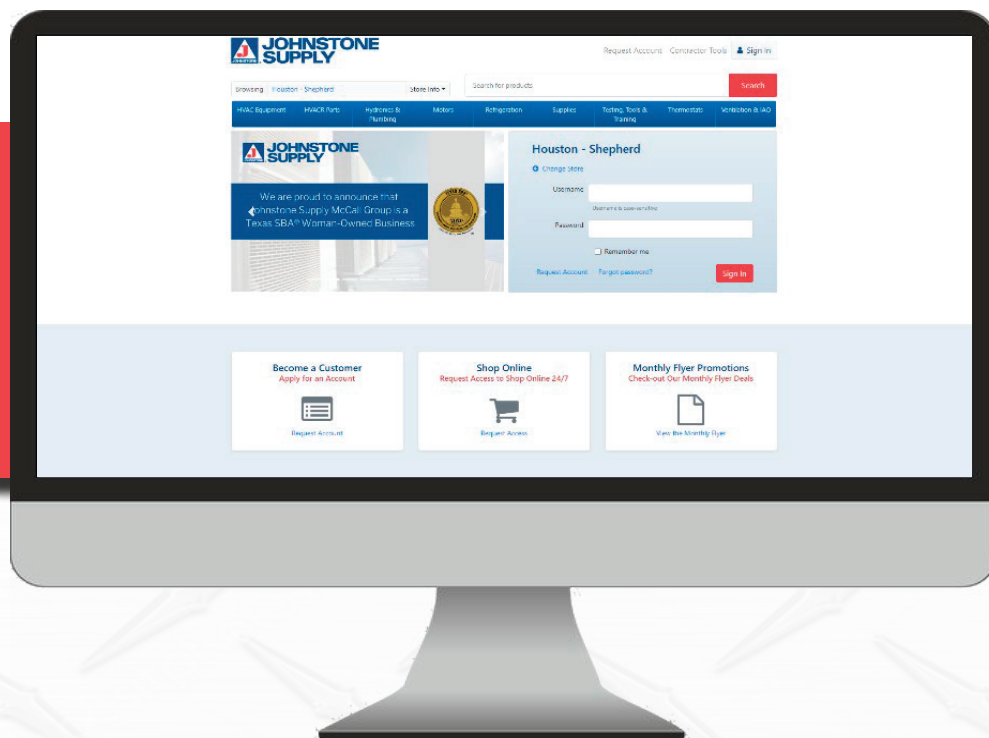 JOHNSTONE
SUPPLY
Request Account Contractor Tools Sign In
Browsing Houston - Shepherd Store Info
Search for products Search
HVAC Equipment HVACR Parts Hydronics & Plumbing Motors Refrigeration Supplies Testing, Tools & Training Thermostats Ventilation & IAQ
JOHNSTONE
SUPPLY
We are proud to announce that
Johnstone Supply McCall Group is a
Texas SBA Woman-Owned Business
Houston - Shepherd
Change Store
Username
Username is case-sensitive
Password
Remember me
Request Account Forgot password?
Sign In
Become a Customer
Apply for an Account
Request Account
Shop Online
Request Access to Shop Online 24/7
Request Access
Monthly Flyer Promotions
Check-out Our Monthly Flyer Deals
View the Monthly Flyer